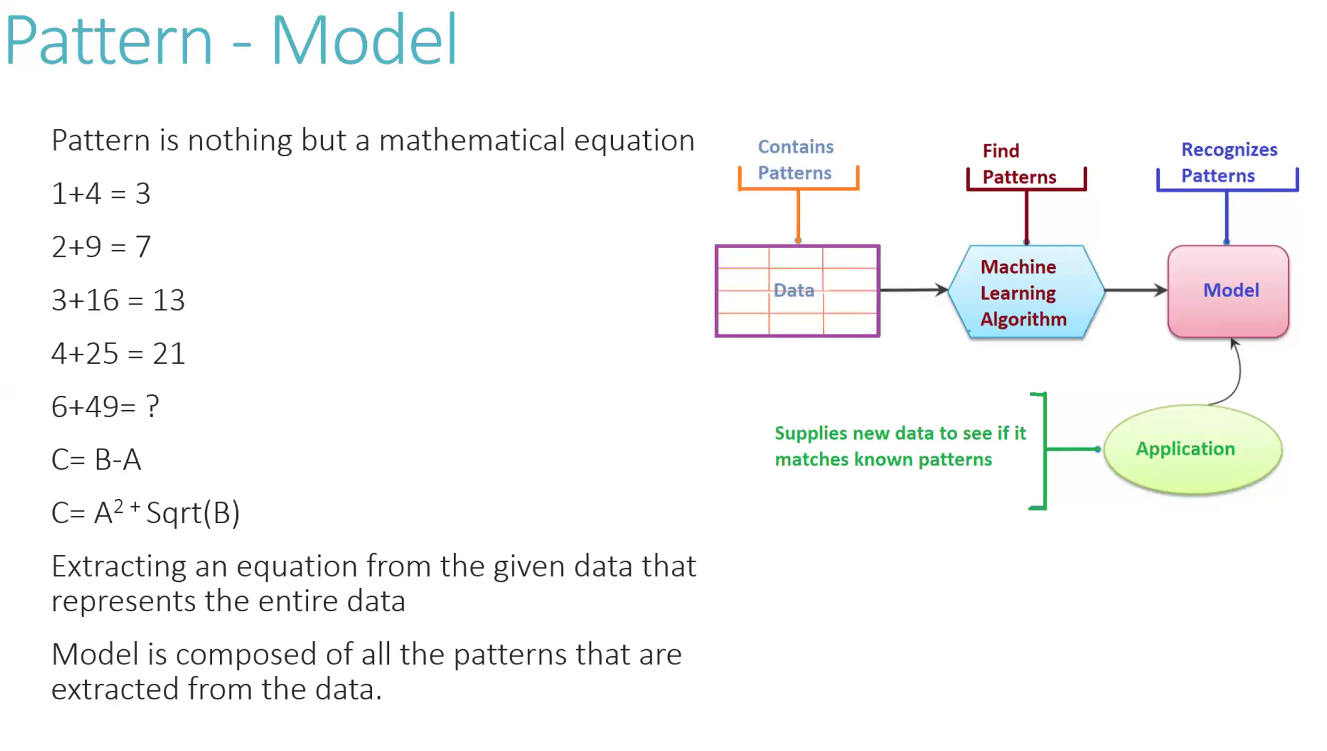 Pattern - Model
Pattern is nothing but a mathematical equation
1+4 = 3
2+9 = 7
3+16 = 13
4+25 = 21
6+49= ?
C= B-A
C= A² ⁺ Sqrt(B)
Extracting an equation from the given data that
represents the entire data
Model is composed of all the patterns that are
extracted from the data.
Contains
Patterns
Find
Patterns
Recognizes
Patterns
Data
Machine
Learning
Algorithm
Model
Supplies new data to see if it
matches known patterns
Application